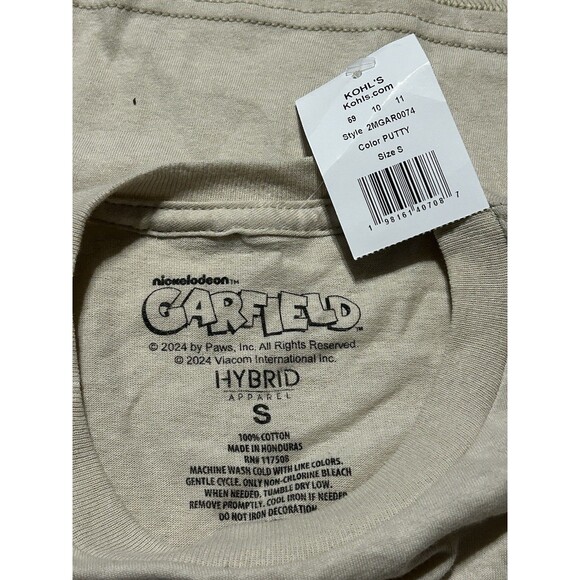 KOHL'S
Kohls.com
69 10 11
Style 2MGAR0074
Color PUTTY
Size S
1 98161 40708 7
nickelodeon™
GARFIELD™
© 2024 by Paws, Inc. All Rights Reserved.
© 2024 Viacom International Inc.
HYBRID
APPAREL
S
100% COTTON
MADE IN HONDURAS
RN# 117508
MACHINE WASH COLD WITH LIKE COLORS.
GENTLE CYCLE. ONLY NON-CHLORINE BLEACH
WHEN NEEDED. TUMBLE DRY LOW.
REMOVE PROMPTLY. COOL IRON IF NEEDED
DO NOT IRON DECORATION